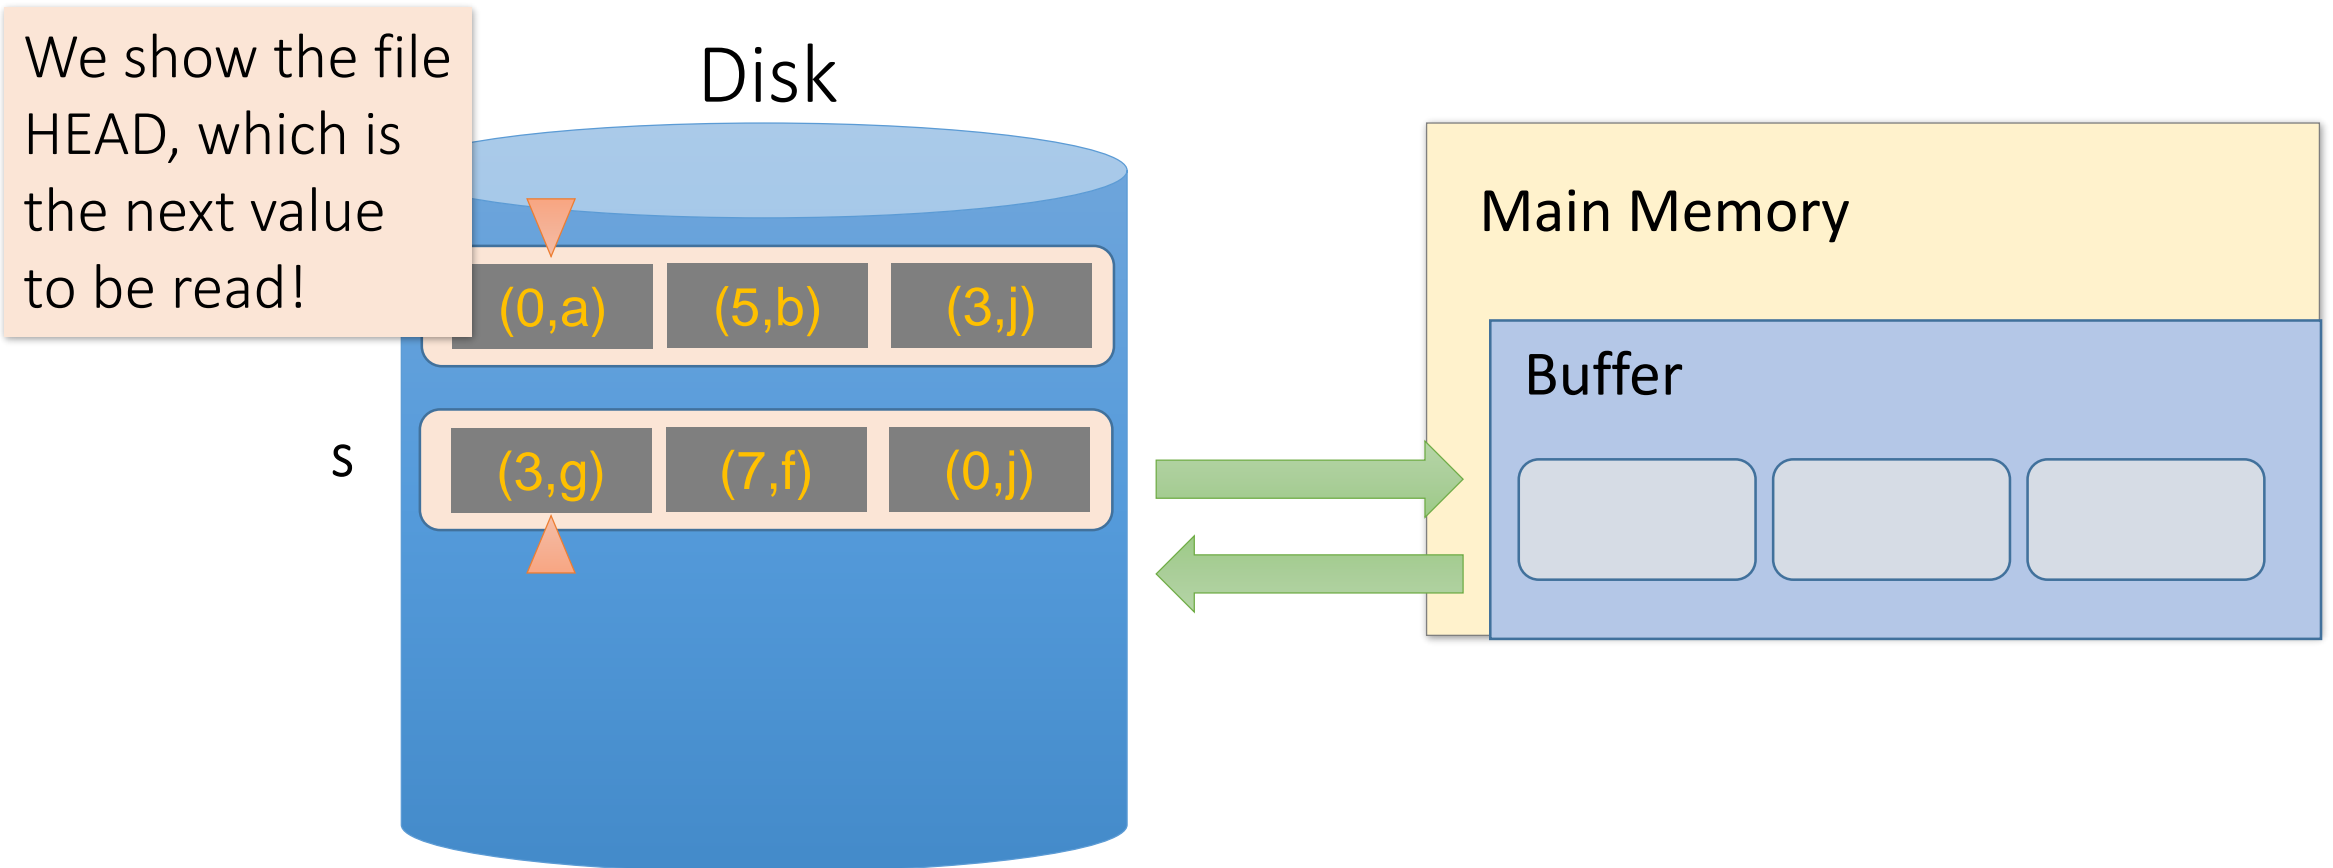 We show the file
HEAD, which is
the next value
to be read!
Disk
(0,a) (5,b) (3,j)
s
(3,g) (7,f) (0,j)
Main Memory
Buffer